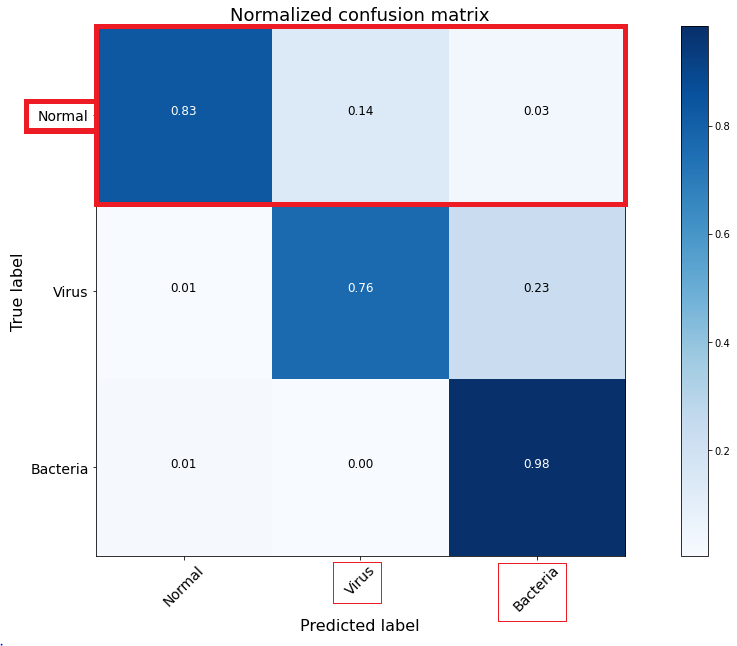 Normalized confusion matrix
Normal
0.83 0.14 0.03
0.8
0.6
True label
Virus
0.01 0.76 0.23
0.4
Bacteria
0.01 0.00 0.98
0.2
Normal Virus Bacteria
Predicted label